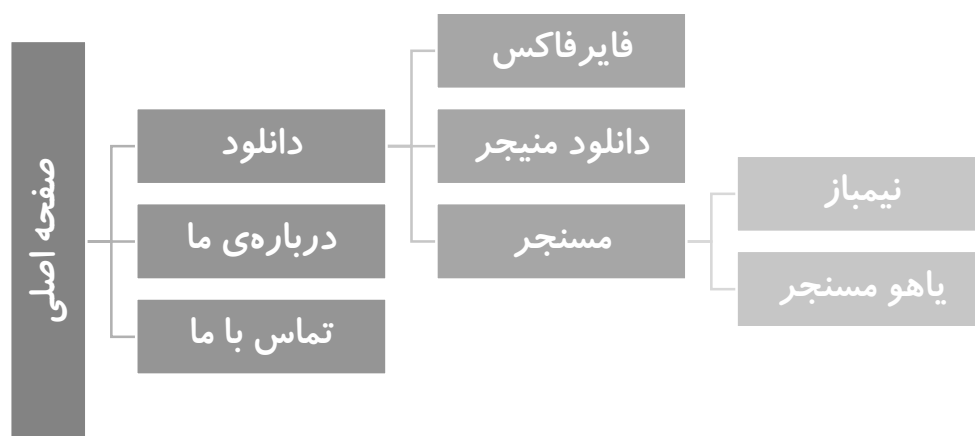 صفحه اصلی
دانلود
درباره‌ی ما
تماس با ما
فایرفاکس
دانلود منیجر
مسنجر
نیمباز
یاهو مسنجر